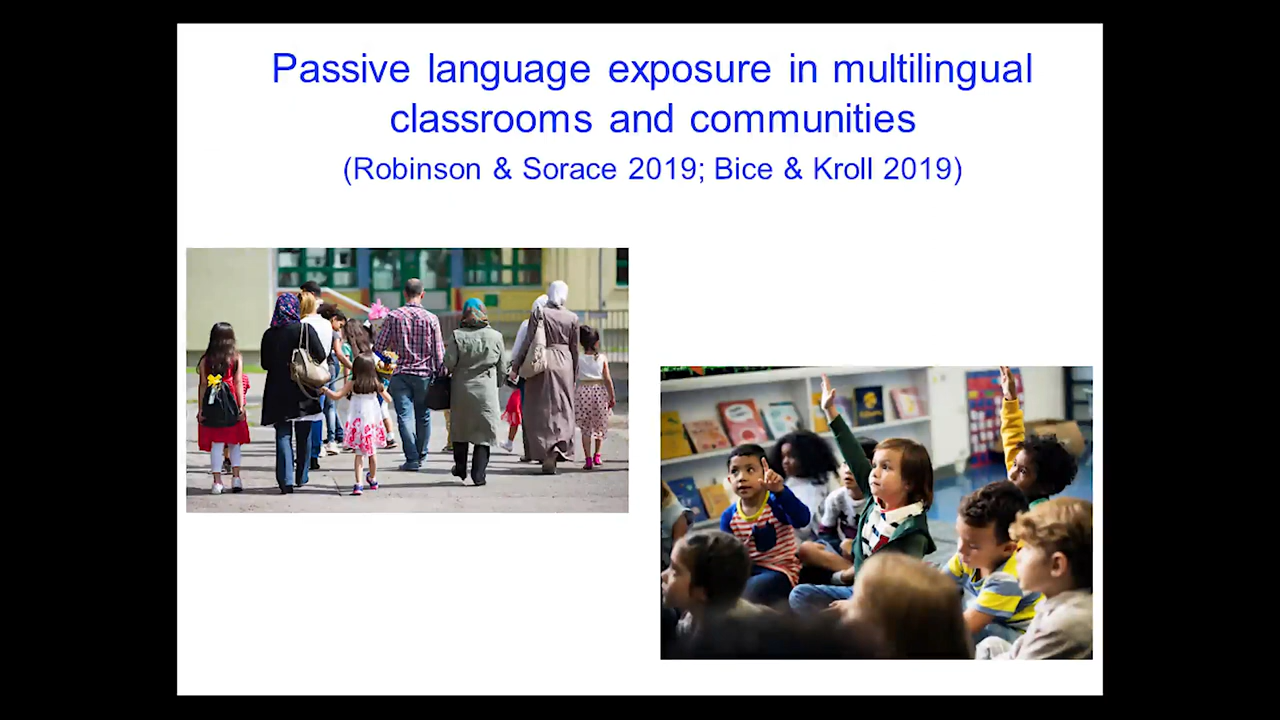 Passive language exposure in multilingual
classrooms and communities
(Robinson & Sorace 2019; Bice & Kroll 2019)